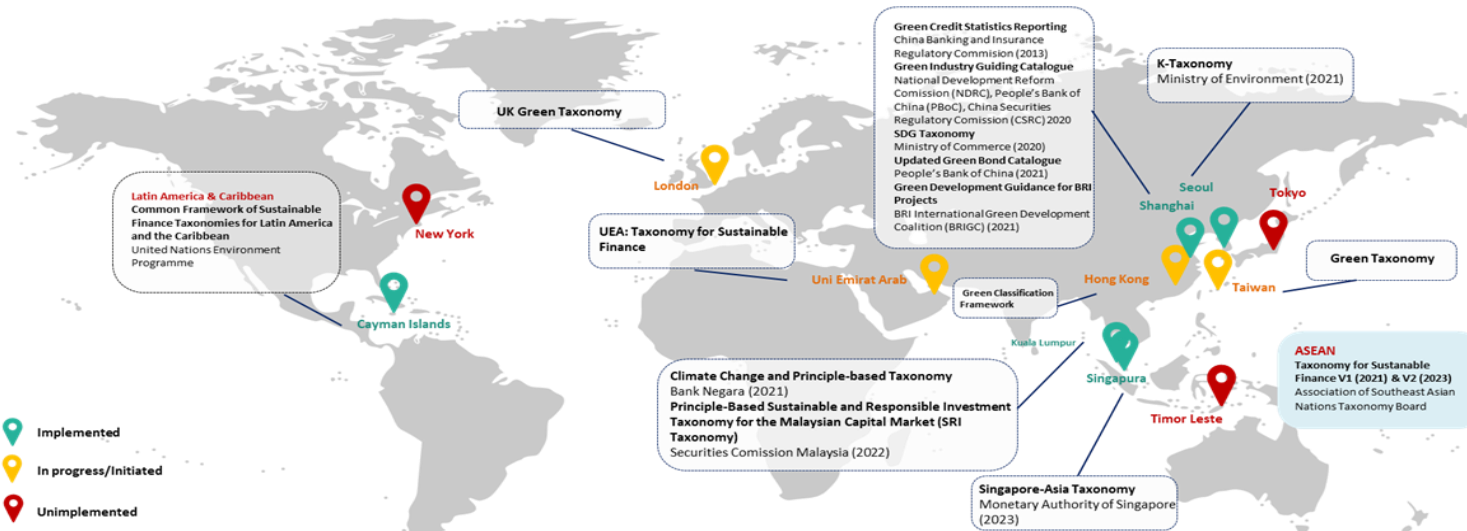 Green Credit Statistics Reporting
China Banking and Insurance
Regulatory Commision (2013)
Green Industry Guiding Catalogue
National Development Reform
Comission (NDRC), People's Bank of
China (PBoC), China Securities
Regulatory Comission (CSRC) 2020
SDG Taxonomy
Ministry of Commerce (2020)
Updated Green Bond Catalogue
People's Bank of China (2021)
Green Development Guidance for BRI
Projects
BRI International Green Development
Coalition (BRIGC) (2021)
K-Taxonomy
Ministry of Environment (2021)
UK Green Taxonomy
London
Latin America & Caribbean
Common Framework of Sustainable
Finance Taxonomies for Latin America
and the Caribbean
United Nations Environment
Programme
New York
Cayman Islands
UEA: Taxonomy for Sustainable
Finance
Uni Emirat Arab
Seoul
Shanghai
Tokyo
Green Taxonomy
Hong Kong
Taiwan
Green Classification
Framework
Kuala Lumpur
Singapura
Timor Leste
ASEAN
Taxonomy for Sustanable
Finance V1 (2021) & V2 (2023)
Association of Southeast Asian
Nations Taxonomy Board
Climate Change and Principle-based Taxonomy
Bank Negara (2021)
Principle-Based Sustainable and Responsible Investment
Taxonomy for the Malaysian Capital Market (SRI
Taxonomy)
Securities Comission Malaysia (2022)
Singapore-Asia Taxonomy
Monetary Authority of Singapore
(2023)
Implemented
In progress/Initiated
Unimplemented